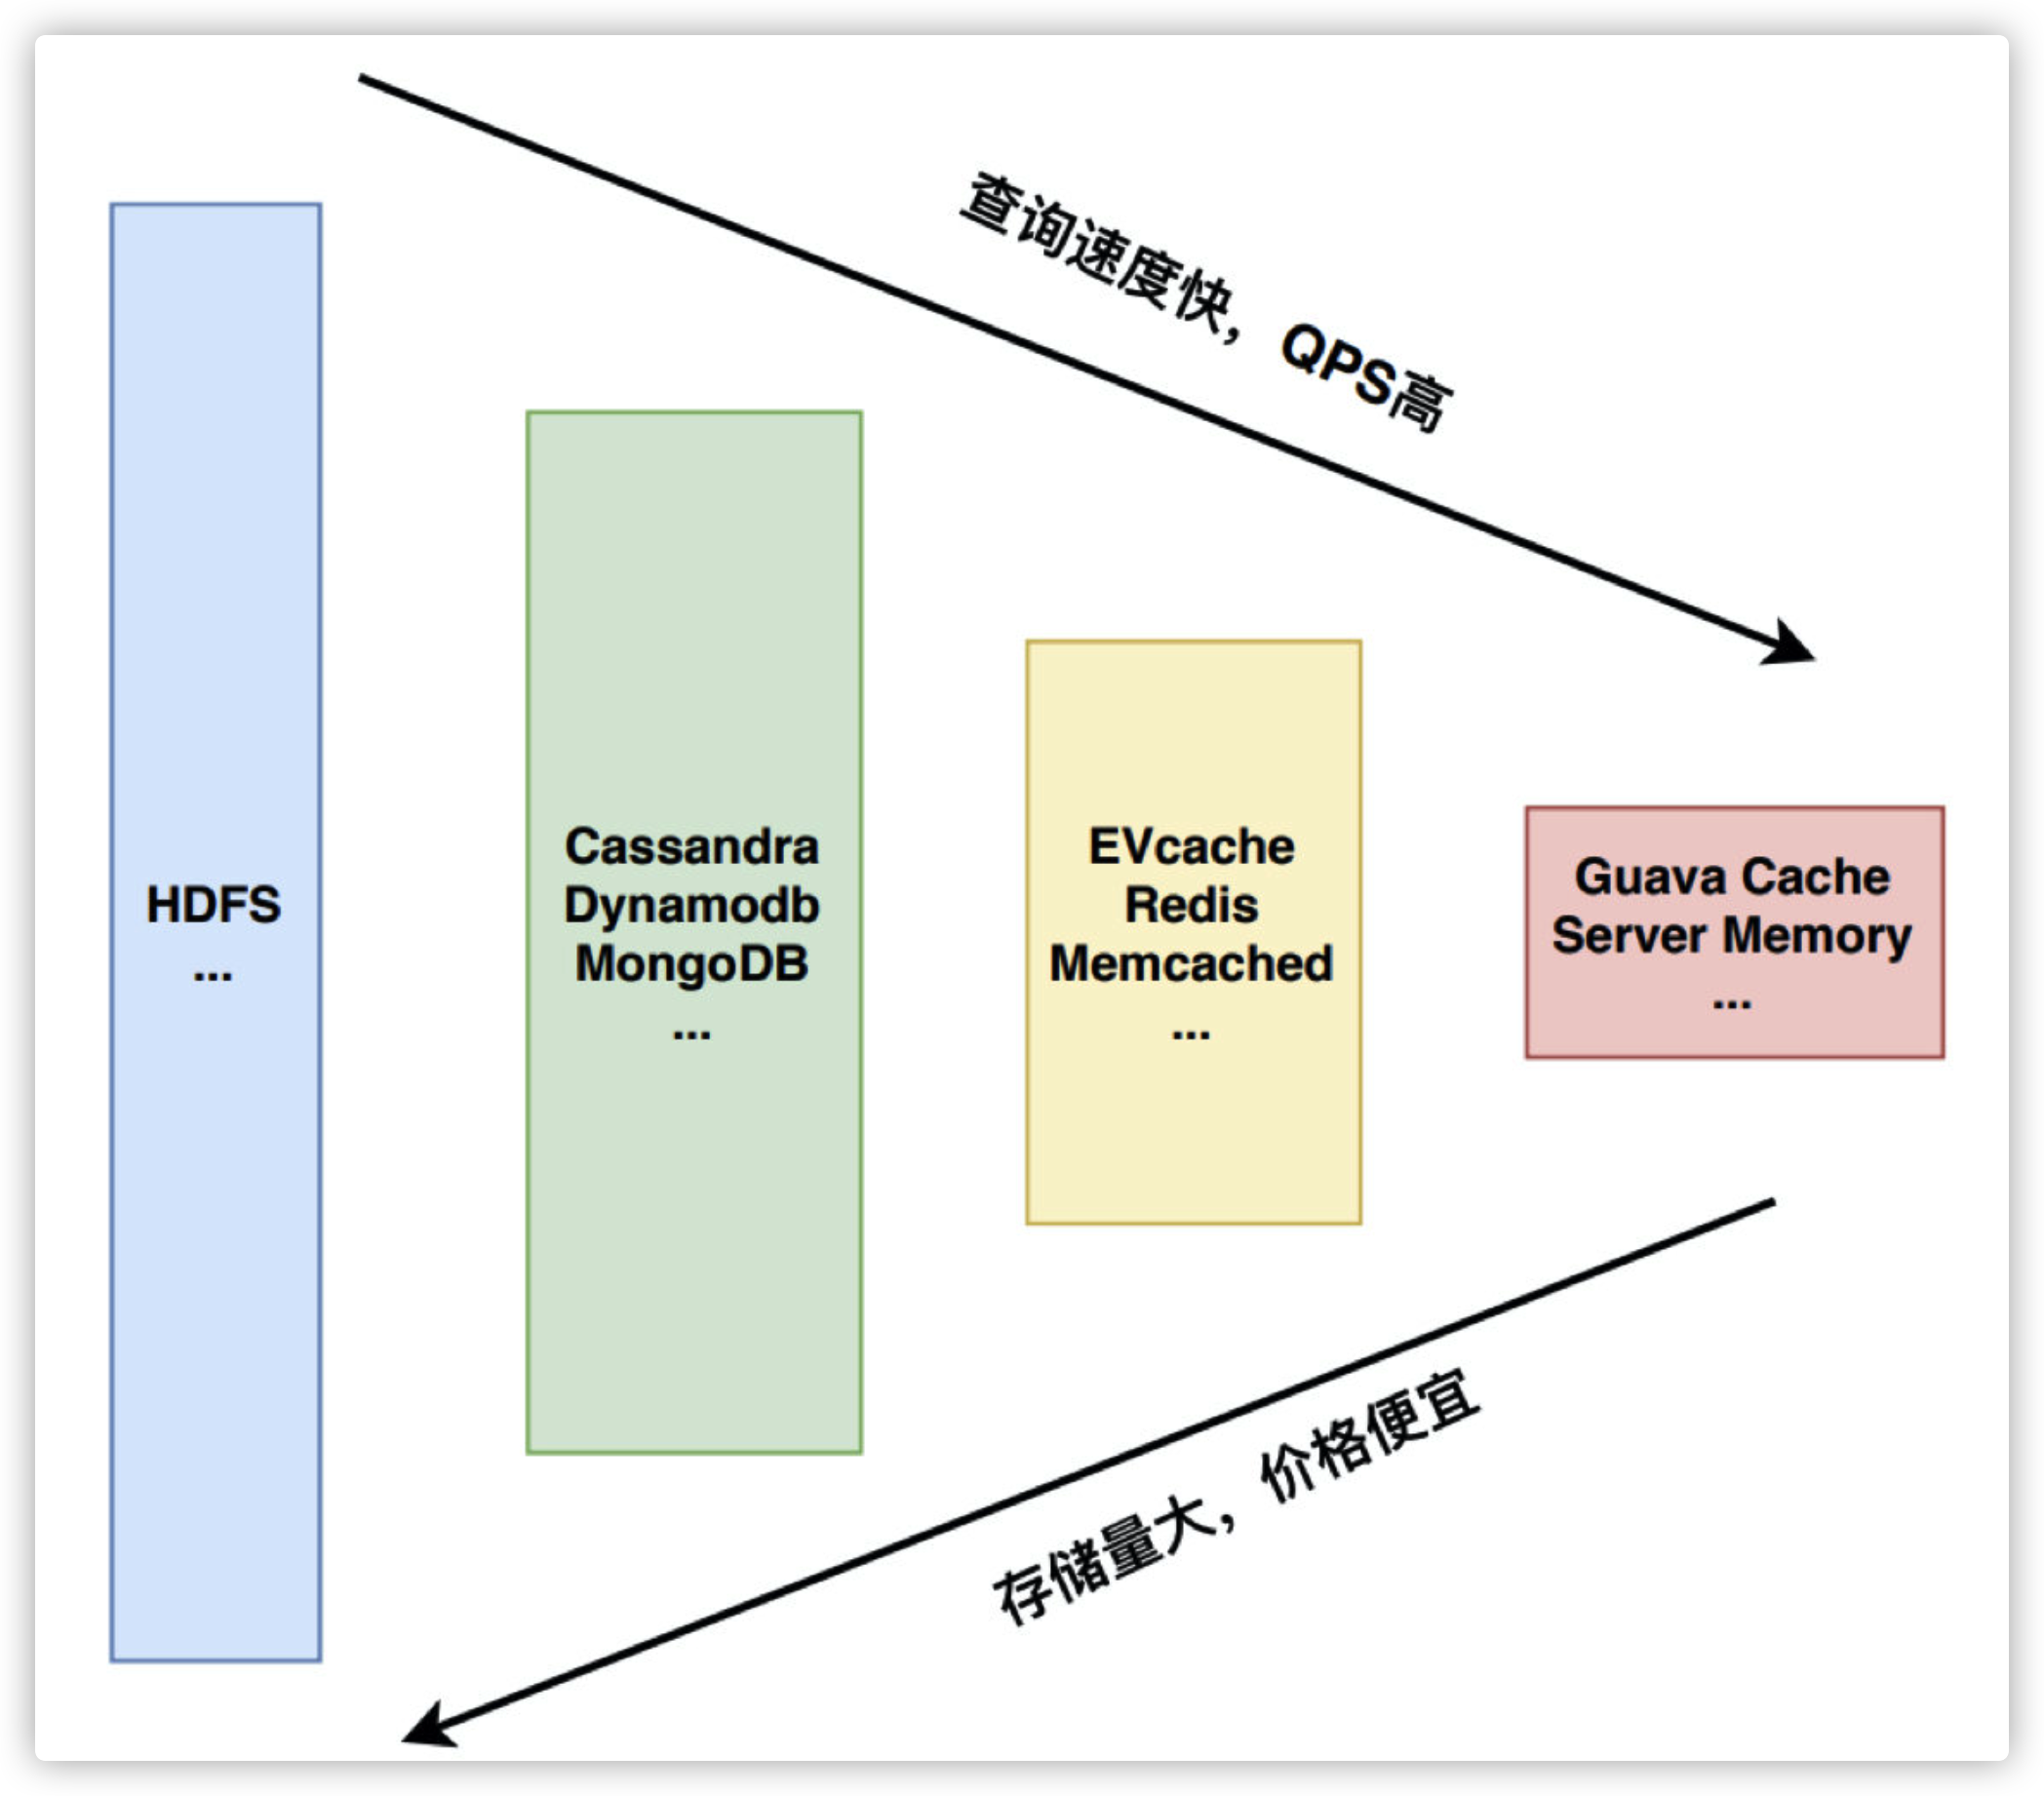 查询速度快，QPS高
HDFS
...
Cassandra
Dynamodb
MongoDB
...
EVcache
Redis
Memcached
...
Guava Cache
Server Memory
...
存储量大，价格便宜